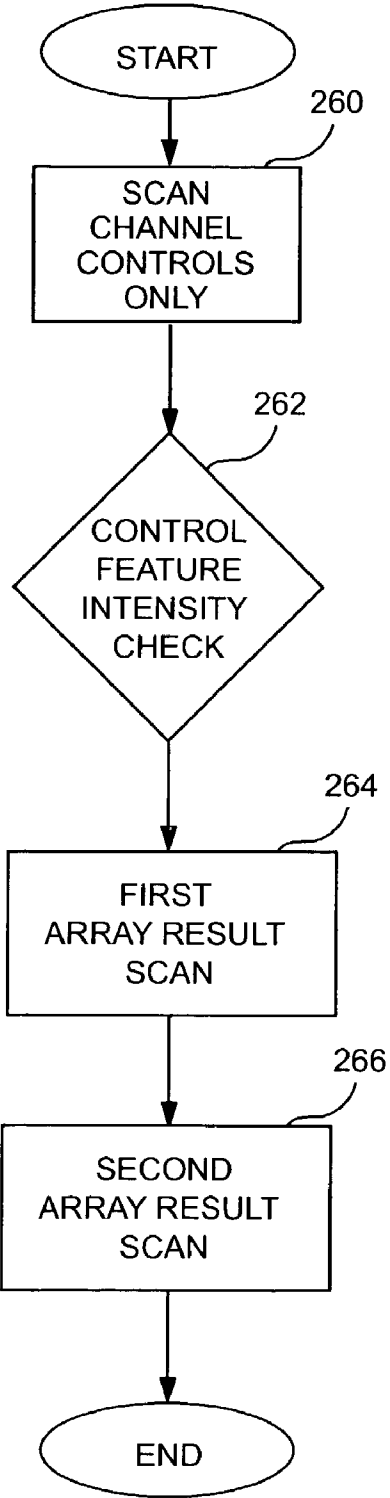 START
260
SCAN
CHANNEL
CONTROLS
ONLY
262
CONTROL
FEATURE
INTENSITY
CHECK
264
FIRST
ARRAY RESULT
SCAN
266
SECOND
ARRAY RESULT
SCAN
END